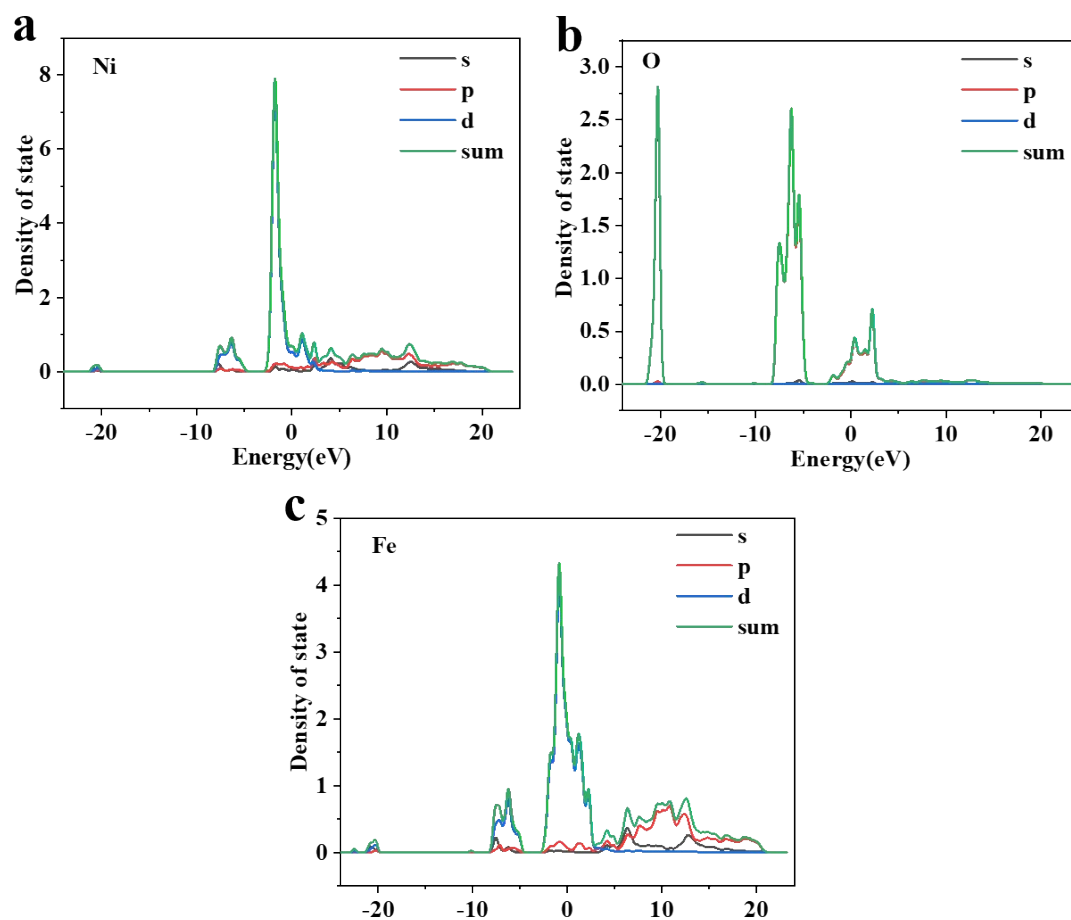 a
Ni
s
p
d
sum
8
6
4
2
0
Density of state
-20
-10
0
10
20
Energy(eV)
b
O
s
p
d
sum
3.0
2.5
2.0
1.5
1.0
0.5
0.0
Density of state
-20
-10
0
10
20
Energy(eV)
c
Fe
s
p
d
sum
5
4
3
2
1
0
Density of state
-20
-10
0
10
20